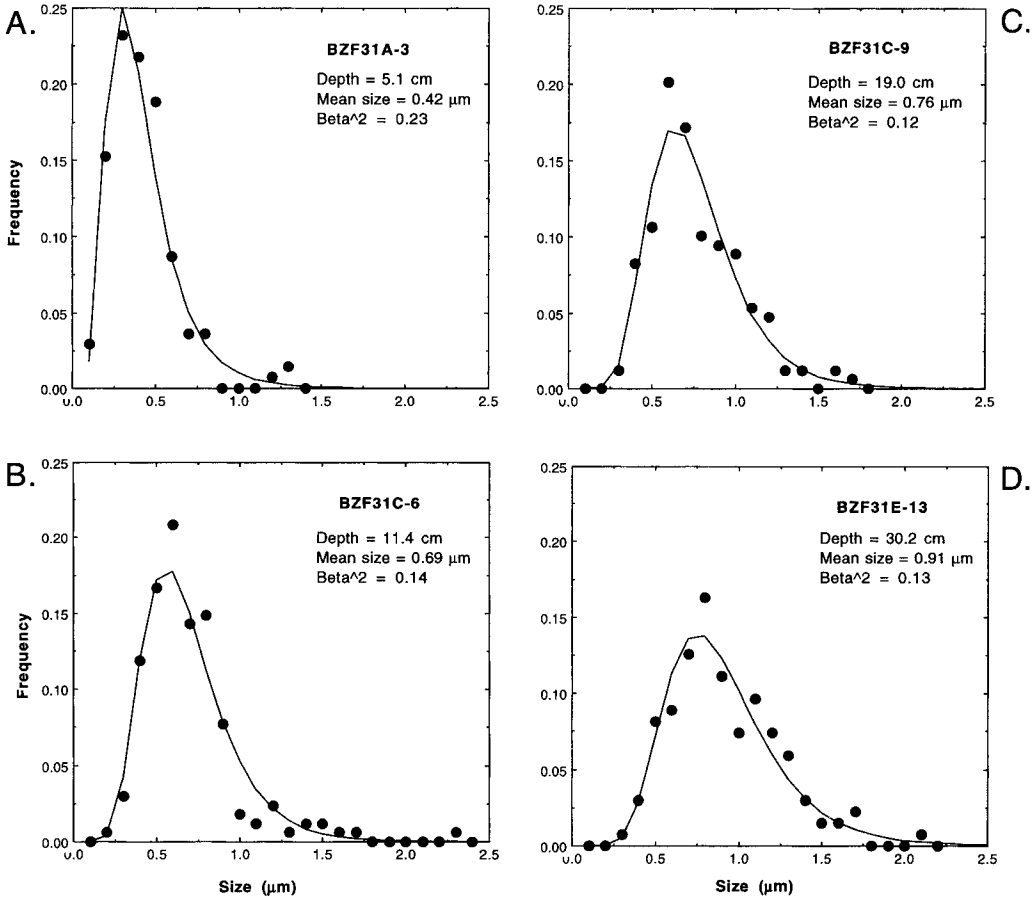 A.
BZF31A-3
Depth = 5.1 cm
Mean size = 0.42 μm
Beta^2 = 0.23
Frequency
0.25
0.20
0.15
0.10
0.05
0.00
0.0 0.5 1.0 1.5 2.0 2.5
C.
BZF31C-9
Depth = 19.0 cm
Mean size = 0.76 μm
Beta^2 = 0.12
0.25
0.20
0.15
0.10
0.05
0.00
0.0 0.5 1.0 1.5 2.0 2.5
B.
BZF31C-6
Depth = 11.4 cm
Mean size = 0.69 μm
Beta^2 = 0.14
Frequency
0.25
0.20
0.15
0.10
0.05
0.00
0.0 0.5 1.0 1.5 2.0 2.5
Size (μm)
D.
BZF31E-13
Depth = 30.2 cm
Mean size = 0.91 μm
Beta^2 = 0.13
0.25
0.20
0.15
0.10
0.05
0.00
0.0 0.5 1.0 1.5 2.0 2.5
Size (μm)